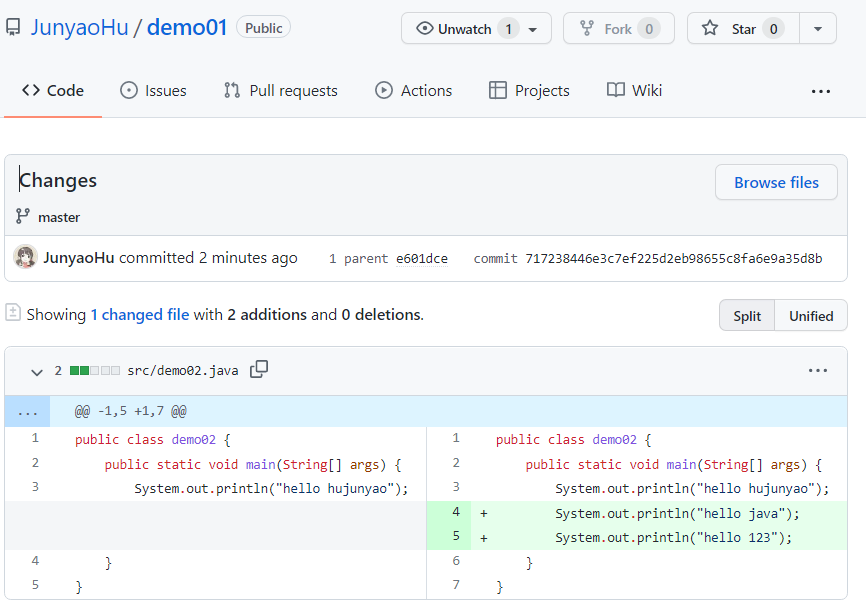 JunyaoHu / demo01 Public Unwatch 1 Fork 0 Star 0
Code Issues Pull requests Actions Projects Wiki ...
Changes Browse files
master
JunyaoHu committed 2 minutes ago 1 parent e601dce commit 717238446e3c7ef225d2eb98655c8fa6e9a35d8b
Showing 1 changed file with 2 additions and 0 deletions. Split Unified
2 src/demo02.java ...
... @@ -1,5 +1,7 @@
1 public class demo02 { 1 public class demo02 {
2 public static void main(String[] args) { 2 public static void main(String[] args) {
3 System.out.println("hello hujunyao"); 3 System.out.println("hello hujunyao");
4 + System.out.println("hello java");
5 + System.out.println("hello 123");
4 } 6 }
5 } 7 }